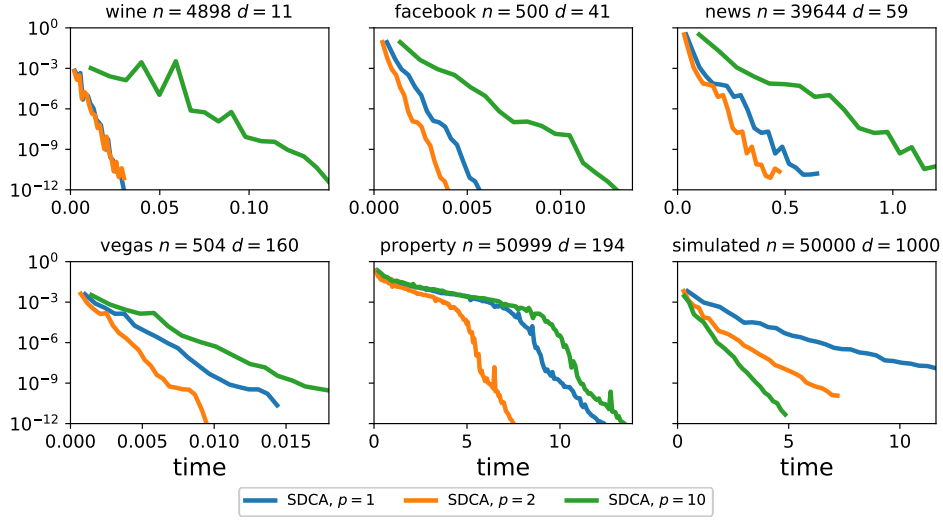 wine n = 4898 d = 11
facebook n = 500 d = 41
news n = 39644 d = 59
10^0
10^{-3}
10^{-6}
10^{-9}
10^{-12}
0.00 0.05 0.10
0.000 0.005 0.010
0.0 0.5 1.0
vegas n = 504 d = 160
property n = 50999 d = 194
simulated n = 50000 d = 1000
10^0
10^{-3}
10^{-6}
10^{-9}
10^{-12}
0.000 0.005 0.010 0.015
0 5 10
0 5 10
time
time
time
SDCA, p = 1
SDCA, p = 2
SDCA, p = 10